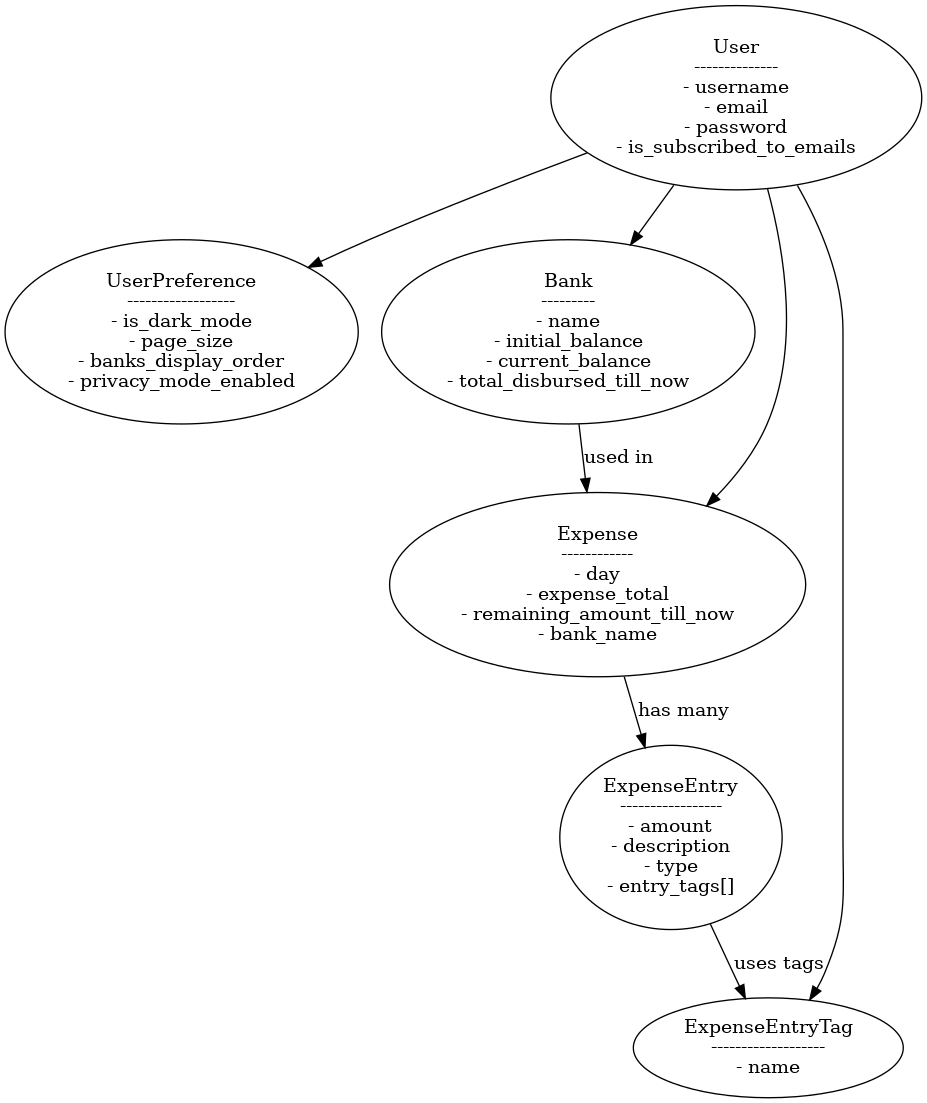 User
--------------
- username
- email
- password
- is_subscribed_to_emails
UserPreference
------------------
- is_dark_mode
- page_size
- banks_display_order
- privacy_mode_enabled
Bank
---------
- name
- initial_balance
- current_balance
- total_disbursed_till_now
used in
Expense
------------
- day
- expense_total
- remaining_amount_till_now
- bank_name
has many
ExpenseEntry
-----------------
- amount
- description
- type
- entry_tags[]
uses tags
ExpenseEntryTag
-------------------
- name